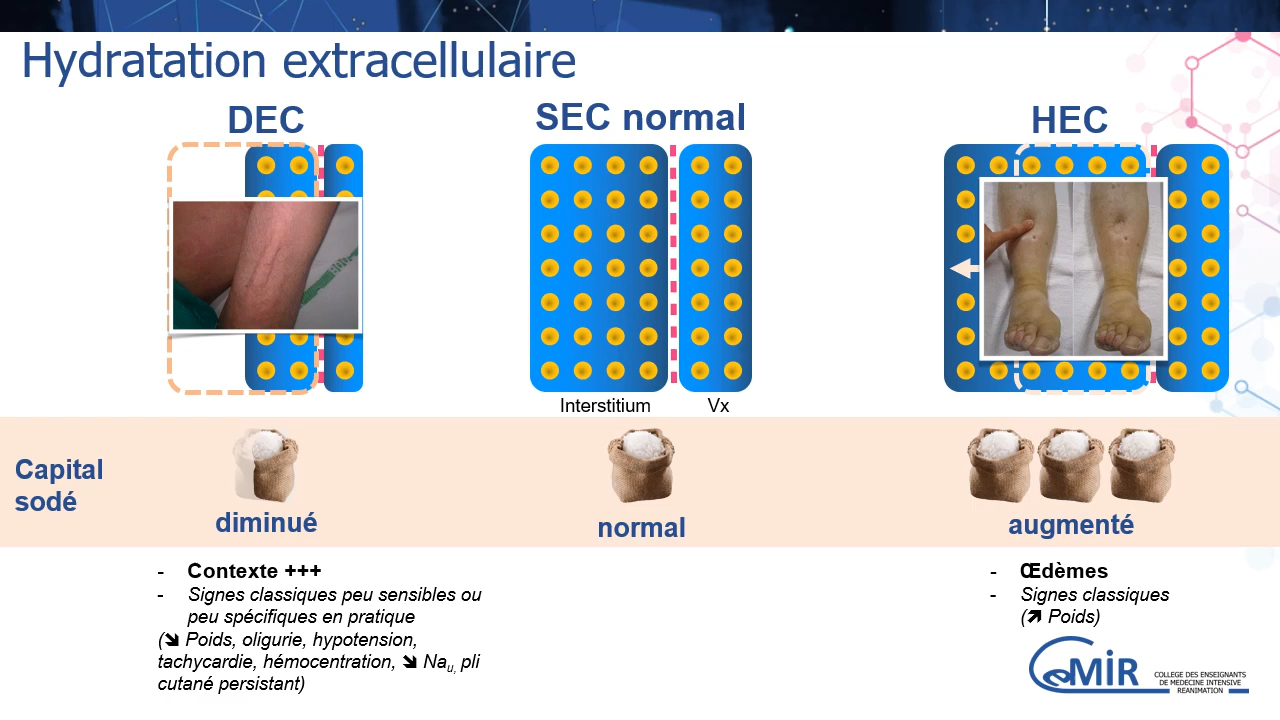 Hydratation extracellulaire
DEC
SEC normal
HEC
Interstitium
Vx
Capital
sodé
diminué
normal
augmenté
- Contexte +++
- Signes classiques peu sensibles ou
peu spécifiques en pratique
(↘ Poids, oligurie, hypotension,
tachycardie, hémocentration, ↘ Nau, pli
cutané persistant)
- Œdèmes
- Signes classiques
(↗ Poids)
CEMIR
COLLEGE DES ENSEIGNANTS
DE MEDECINE INTENSIVE
REANIMATION